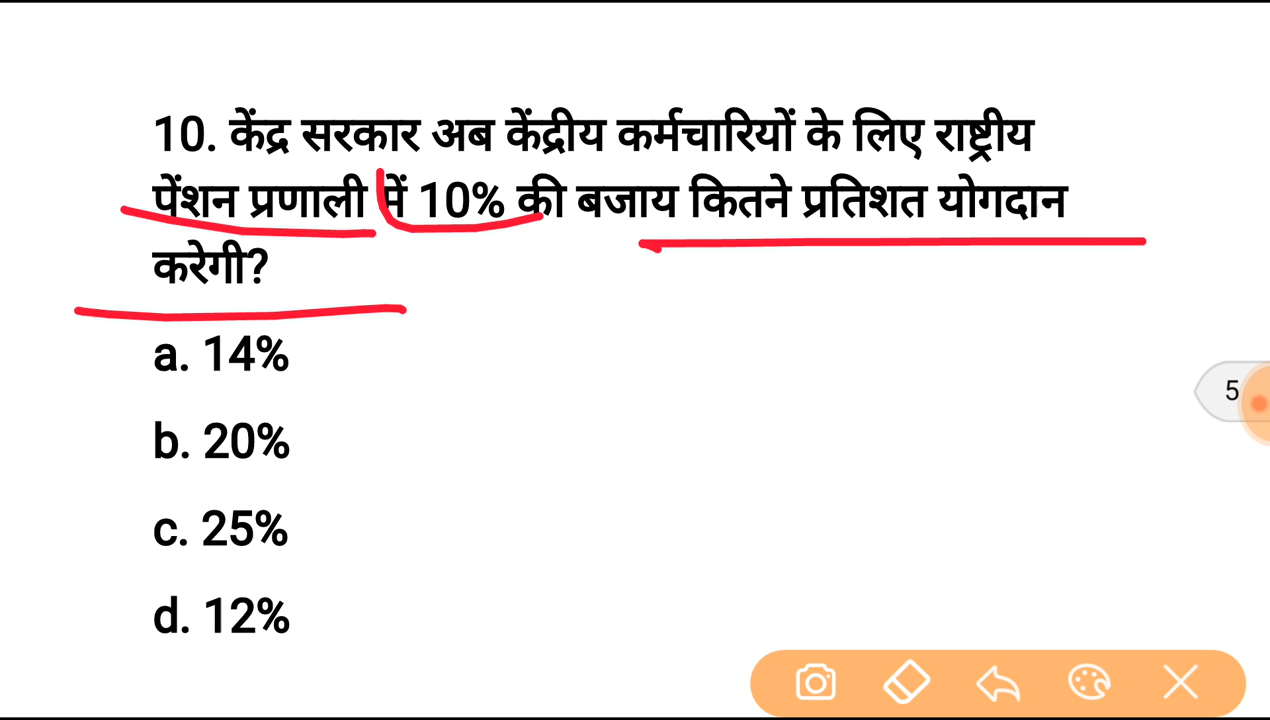 10. केंद्र सरकार अब केंद्रीय कर्मचारियों के लिए राष्ट्रीय
पेंशन प्रणाली में 10% की बजाय कितने प्रतिशत योगदान
करेगी?
a. 14%
b. 20%
5
c. 25%
d. 12%